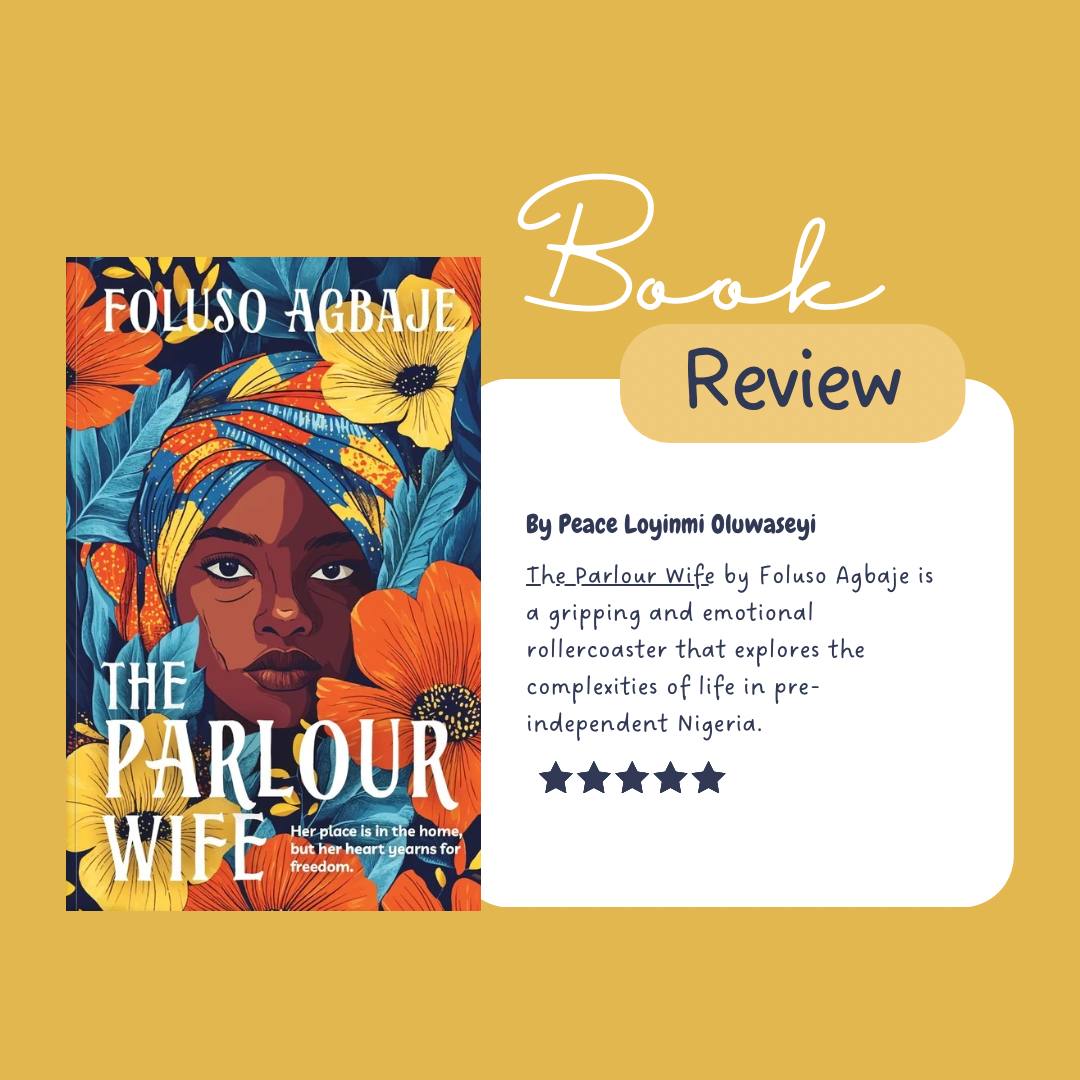 Book
Review
FOLUSO AGBAJE
THE
PARLOUR
WIFE
Her place is in the home,
but her heart yearns for
freedom.
By Peace Loyinmi Oluwaseyi
The Parlour Wife by Foluso Agbaje is
a gripping and emotional
rollercoaster that explores the
complexities of life in pre-
independent Nigeria.